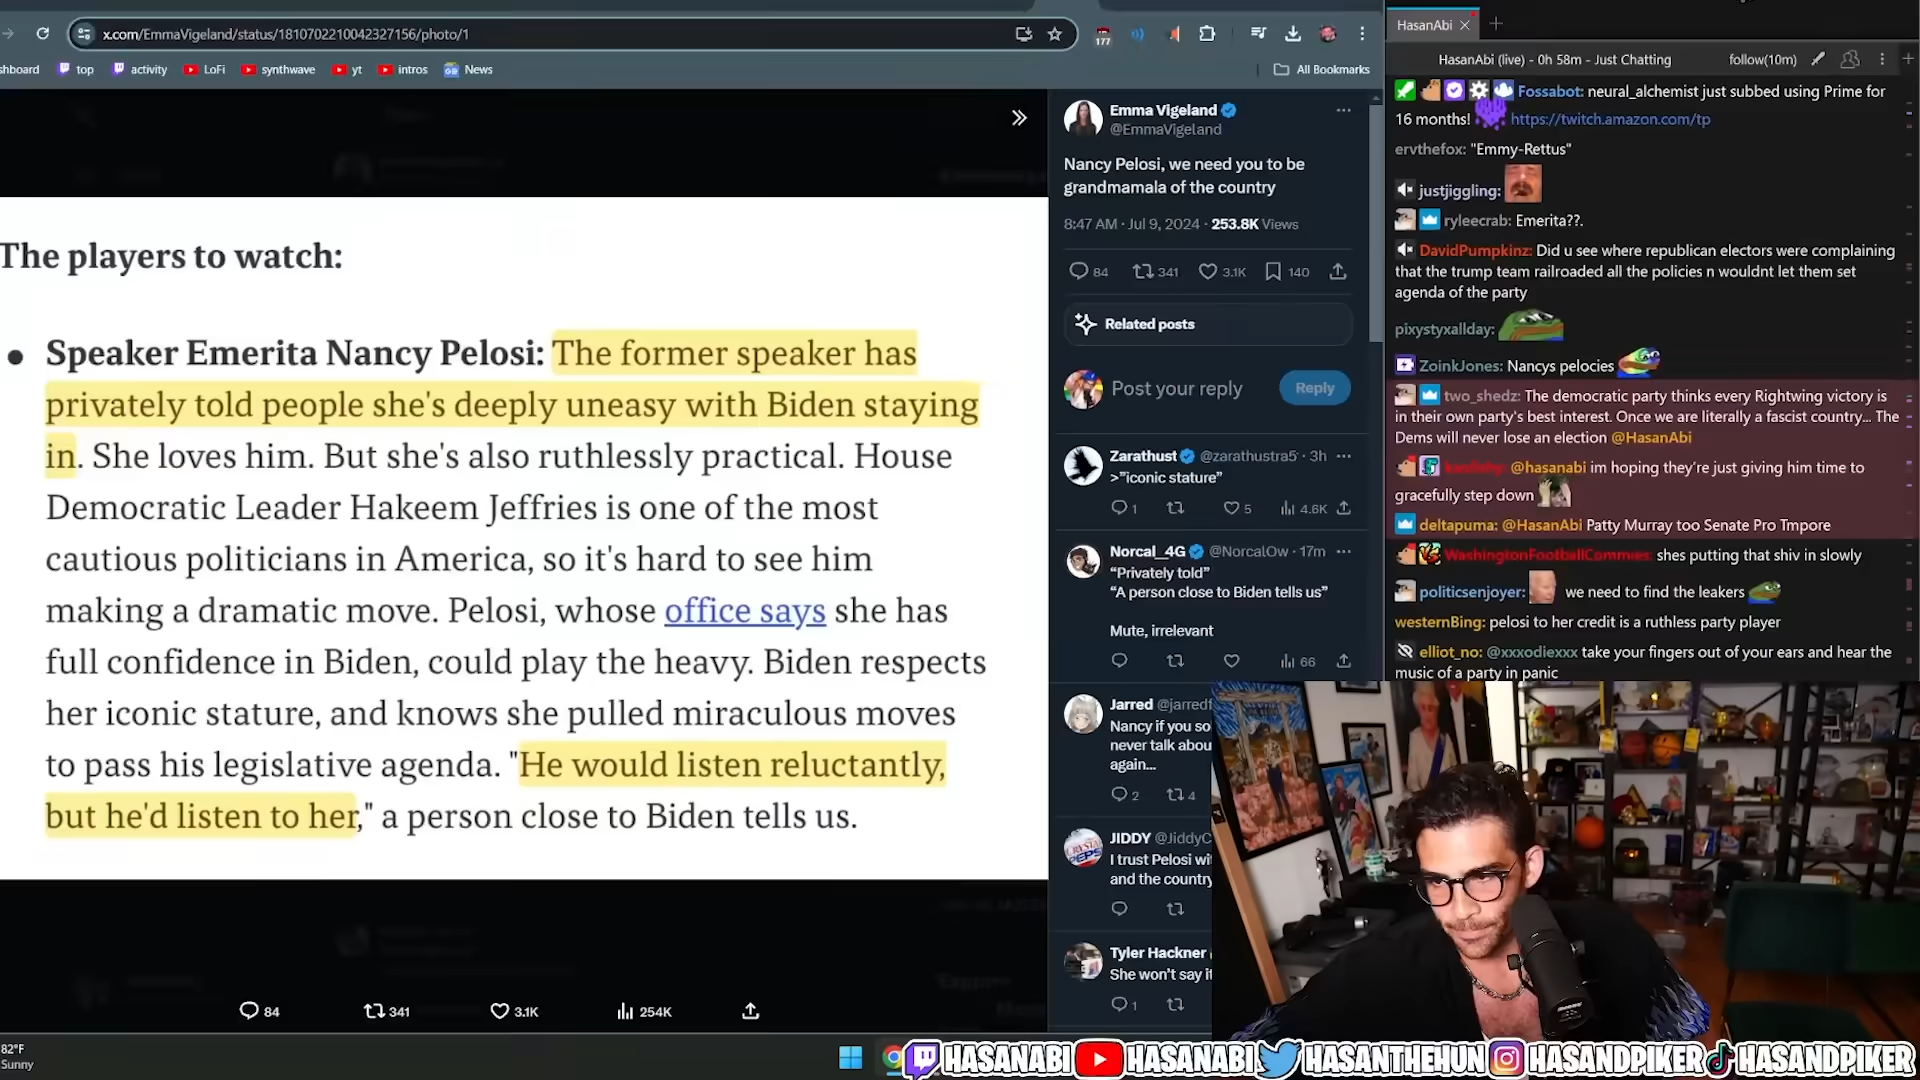 x.com/EmmaVigeland/status/1810702210042327156/photo/1
177
shboard
top
activity
LoFi
synthwave
yt
intros
News
All Bookmarks
The players to watch:
• Speaker Emerita Nancy Pelosi: The former speaker has
privately told people she's deeply uneasy with Biden staying
in. She loves him. But she's also ruthlessly practical. House
Democratic Leader Hakeem Jeffries is one of the most
cautious politicians in America, so it's hard to see him
making a dramatic move. Pelosi, whose office says she has
full confidence in Biden, could play the heavy. Biden respects
her iconic stature, and knows she pulled miraculous moves
to pass his legislative agenda. "He would listen reluctantly,
but he'd listen to her," a person close to Biden tells us.
84
341
3.1K
254K
Emma Vigeland
@EmmaVigeland
Nancy Pelosi, we need you to be
grandmamala of the country
8:47 AM · Jul 9, 2024 · 253.8K Views
84 341 3.1K 140
Related posts
Post your reply
Reply
Zarathust @zarathustra5 · 3h
>"iconic stature"
1 5 4.6K
Norcal_4G @NorcalOw · 17m
“Privately told”
“A person close to Biden tells us”
Mute, irrelevant
66
Jarred @jarredf
Nancy if you so
never talk abou
again...
2 4
JIDDY @JiddyC
I trust Pelosi wi
and the country
Tyler Hackner
She won't say it
1
HasanAbi
HasanAbi (live) - 0h 58m - Just Chatting
follow(10m)
Fossabot: neural_alchemist just subbed using Prime for
16 months! https://twitch.amazon.com/tp
ervthefox: "Emmy-Rettus"
justjiggling:
ryleecrab: Emerita??.
DavidPumpkinz: Did u see where republican electors were complaining
that the trump team railroaded all the policies n wouldnt let them set
agenda of the party
pixystyxallday:
ZoinkJones: Nancys pelocies
two_shedz: The democratic party thinks every Rightwing victory is
in their own party's best interest. Once we are literally a fascist country... The
Dems will never lose an election @HasanAbi
@hasanabi im hoping they're just giving him time to
gracefully step down
deltapuma: @HasanAbi Patty Murray too Senate Pro Tmpore
WashingtonFootballCommies: shes putting that shiv in slowly
politicsenjoyer: we need to find the leakers
westernBing: pelosi to her credit is a ruthless party player
elliot_no: @xxxodiexxx take your fingers out of your ears and hear the
music of a party in panic
82°F
Sunny
HASANABI
HASANABI
HASANTHEHUN
HASANDPIKER
HASANDPIKER